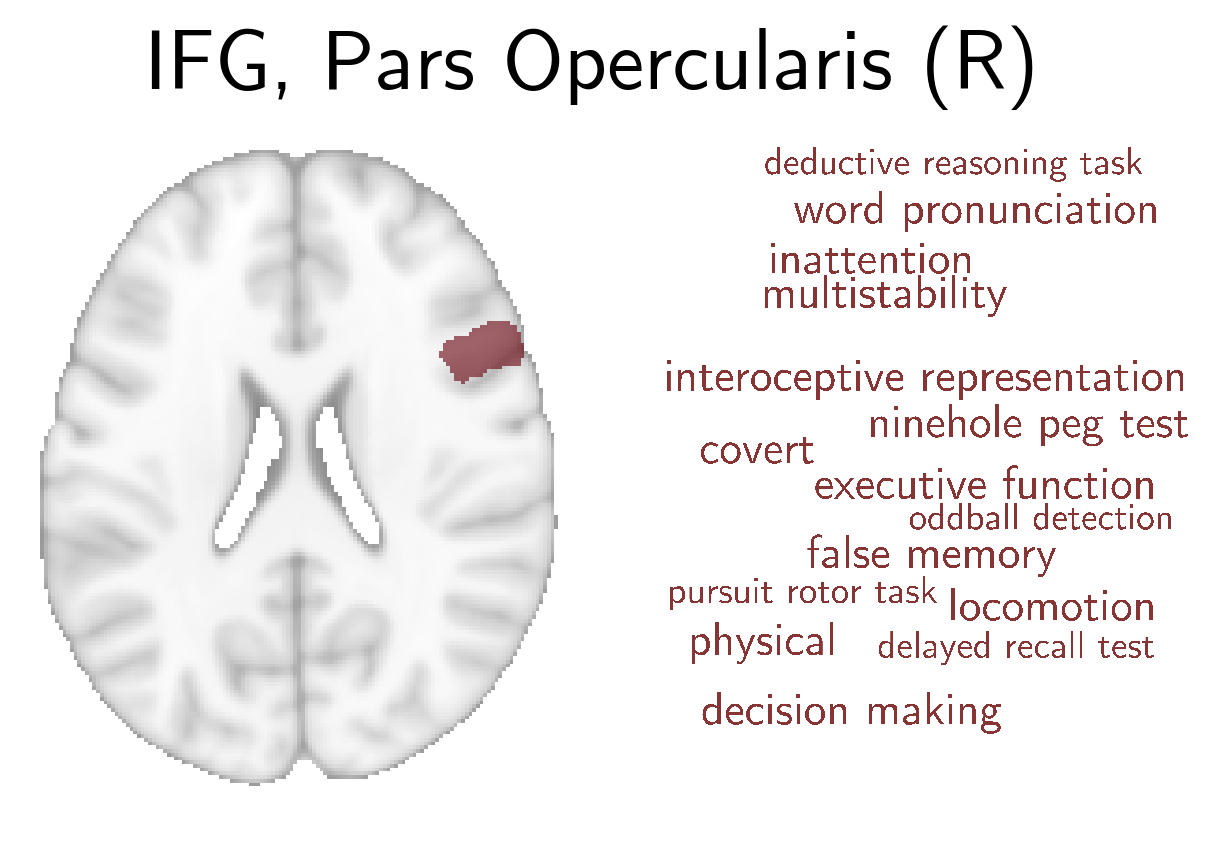 IFG, Pars Opercularis (R)
deductive reasoning task
word pronunciation
inattention
multistability
interoceptive representation
ninehole peg test
covert
executive function
oddball detection
false memory
pursuit rotor task
locomotion
physical
delayed recall test
decision making